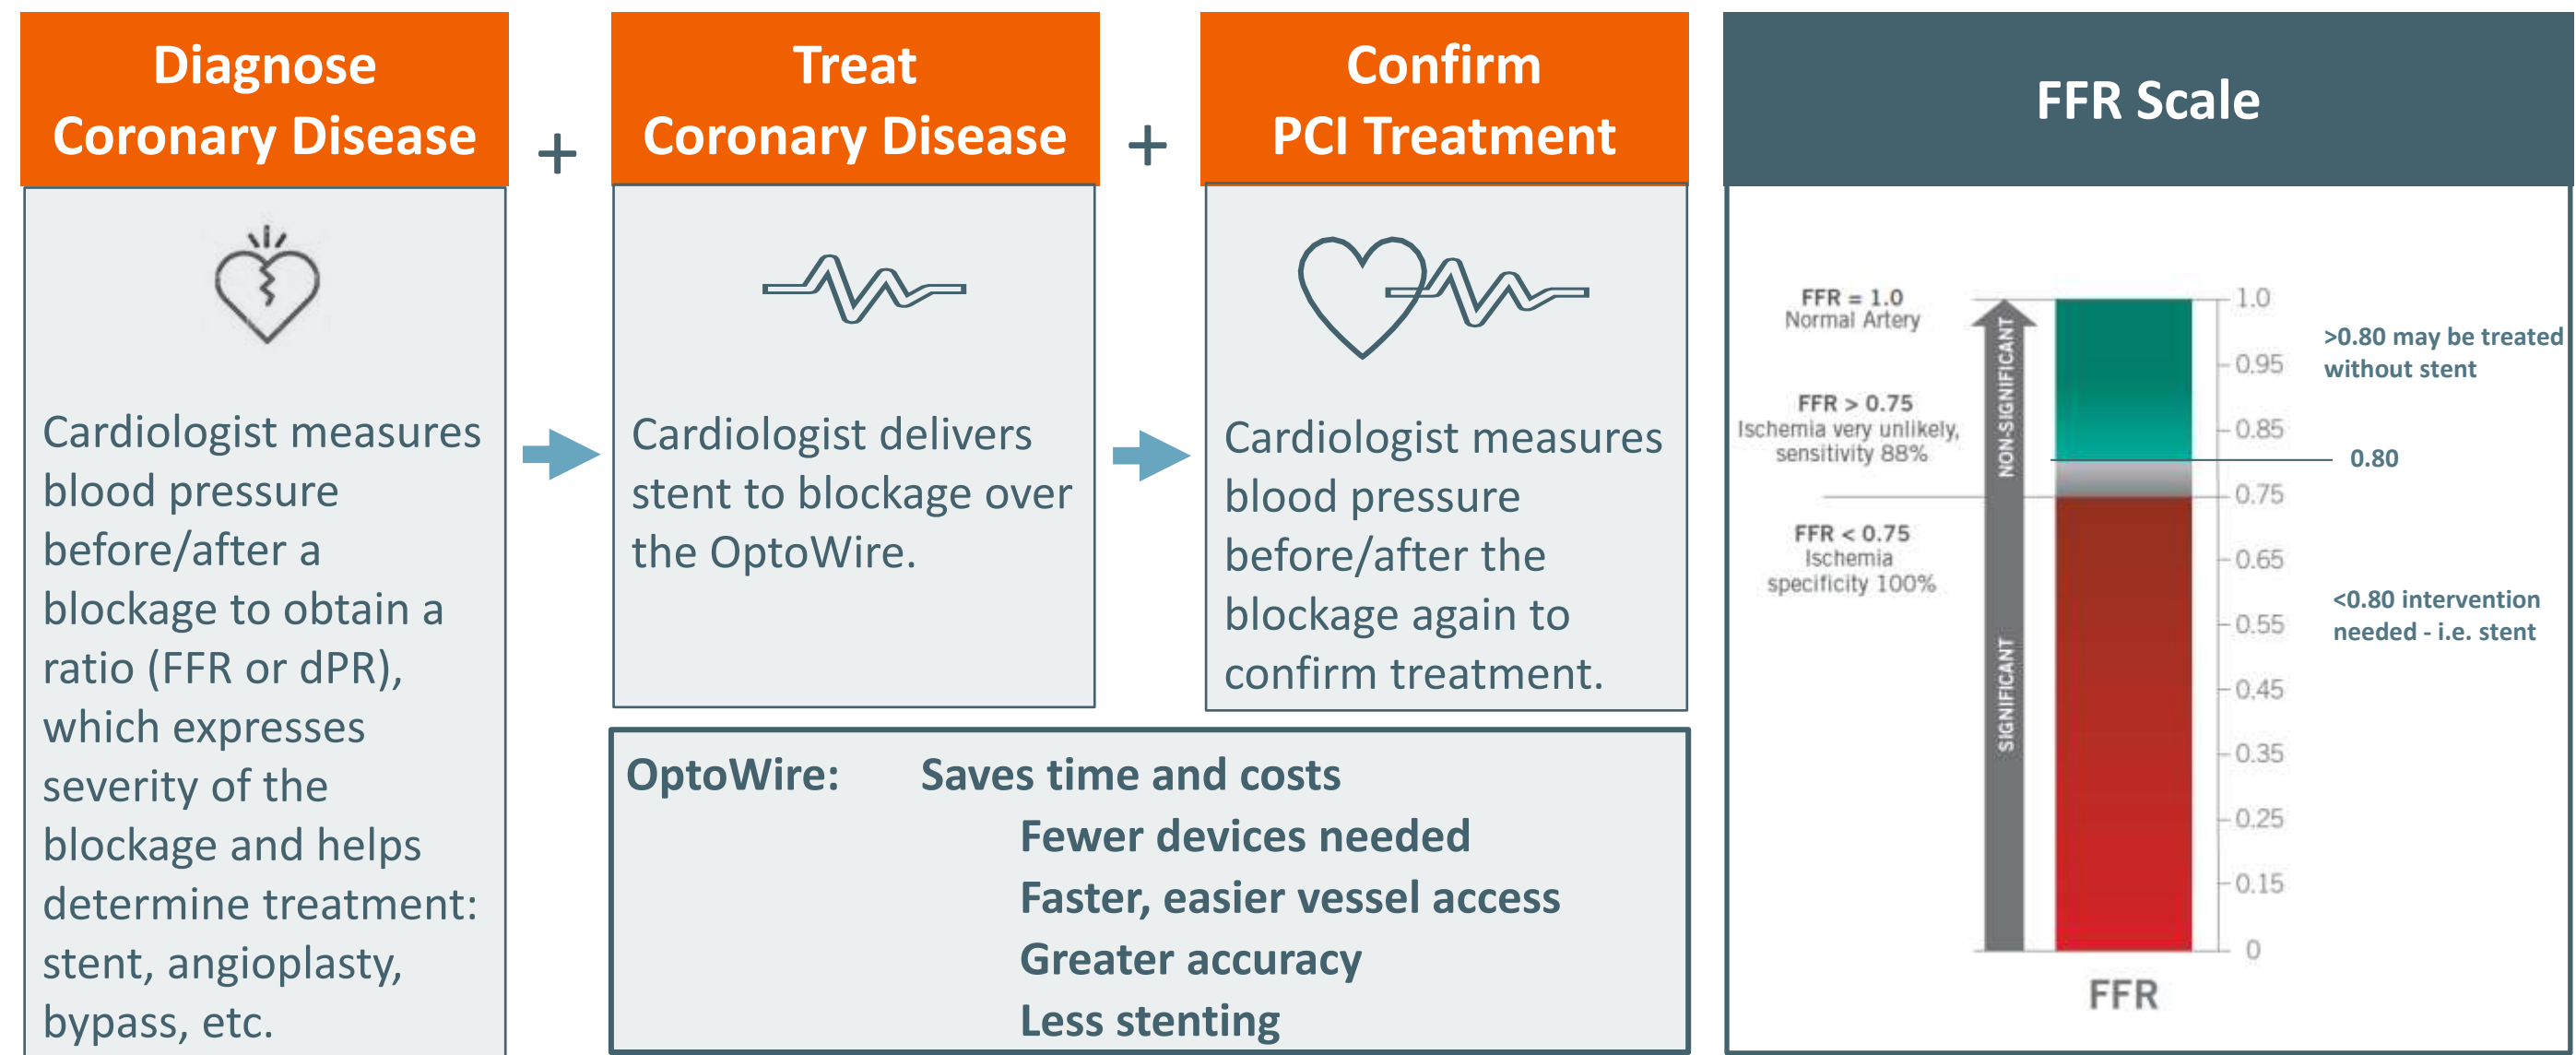 Diagnose
Coronary Disease
+
Treat
Coronary Disease
+
Confirm
PCI Treatment
FFR Scale
Cardiologist measures
blood pressure
before/after a
blockage to obtain a
ratio (FFR or dPR),
which expresses
severity of the
blockage and helps
determine treatment:
stent, angioplasty,
bypass, etc.
Cardiologist delivers
stent to blockage over
the OptoWire.
Cardiologist measures
blood pressure
before/after the
blockage again to
confirm treatment.
OptoWire: Saves time and costs
Fewer devices needed
Faster, easier vessel access
Greater accuracy
Less stenting
FFR = 1.0
Normal Artery
FFR > 0.75
Ischemia very unlikely,
sensitivity 88%
FFR < 0.75
Ischemia
specificity 100%
NON-SIGNIFICANT
SIGNIFICANT
1.0
0.95
0.85
0.80
0.75
0.65
0.55
0.45
0.35
0.25
0.15
0
>0.80 may be treated
without stent
<0.80 intervention
needed - i.e. stent
FFR